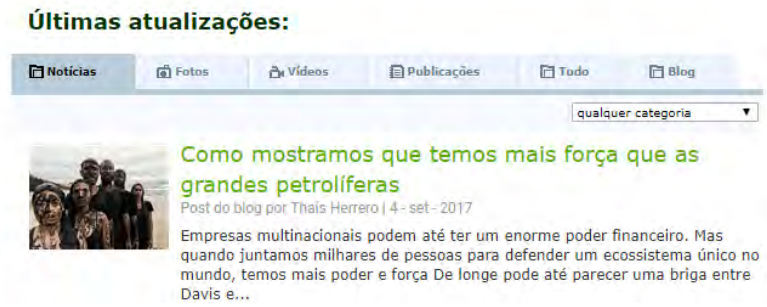 Últimas atualizações:
Notícias Fotos Vídeos Publicações Tudo Blog
qualquer categoria
Como mostramos que temos mais força que as
grandes petrolíferas
Post do blog por Thaís Herrero | 4 - set - 2017
Empresas multinacionais podem até ter um enorme poder financeiro. Mas
quando juntamos milhares de pessoas para defender um ecossistema único no
mundo, temos mais poder e força De longe pode até parecer uma briga entre
Davis e...